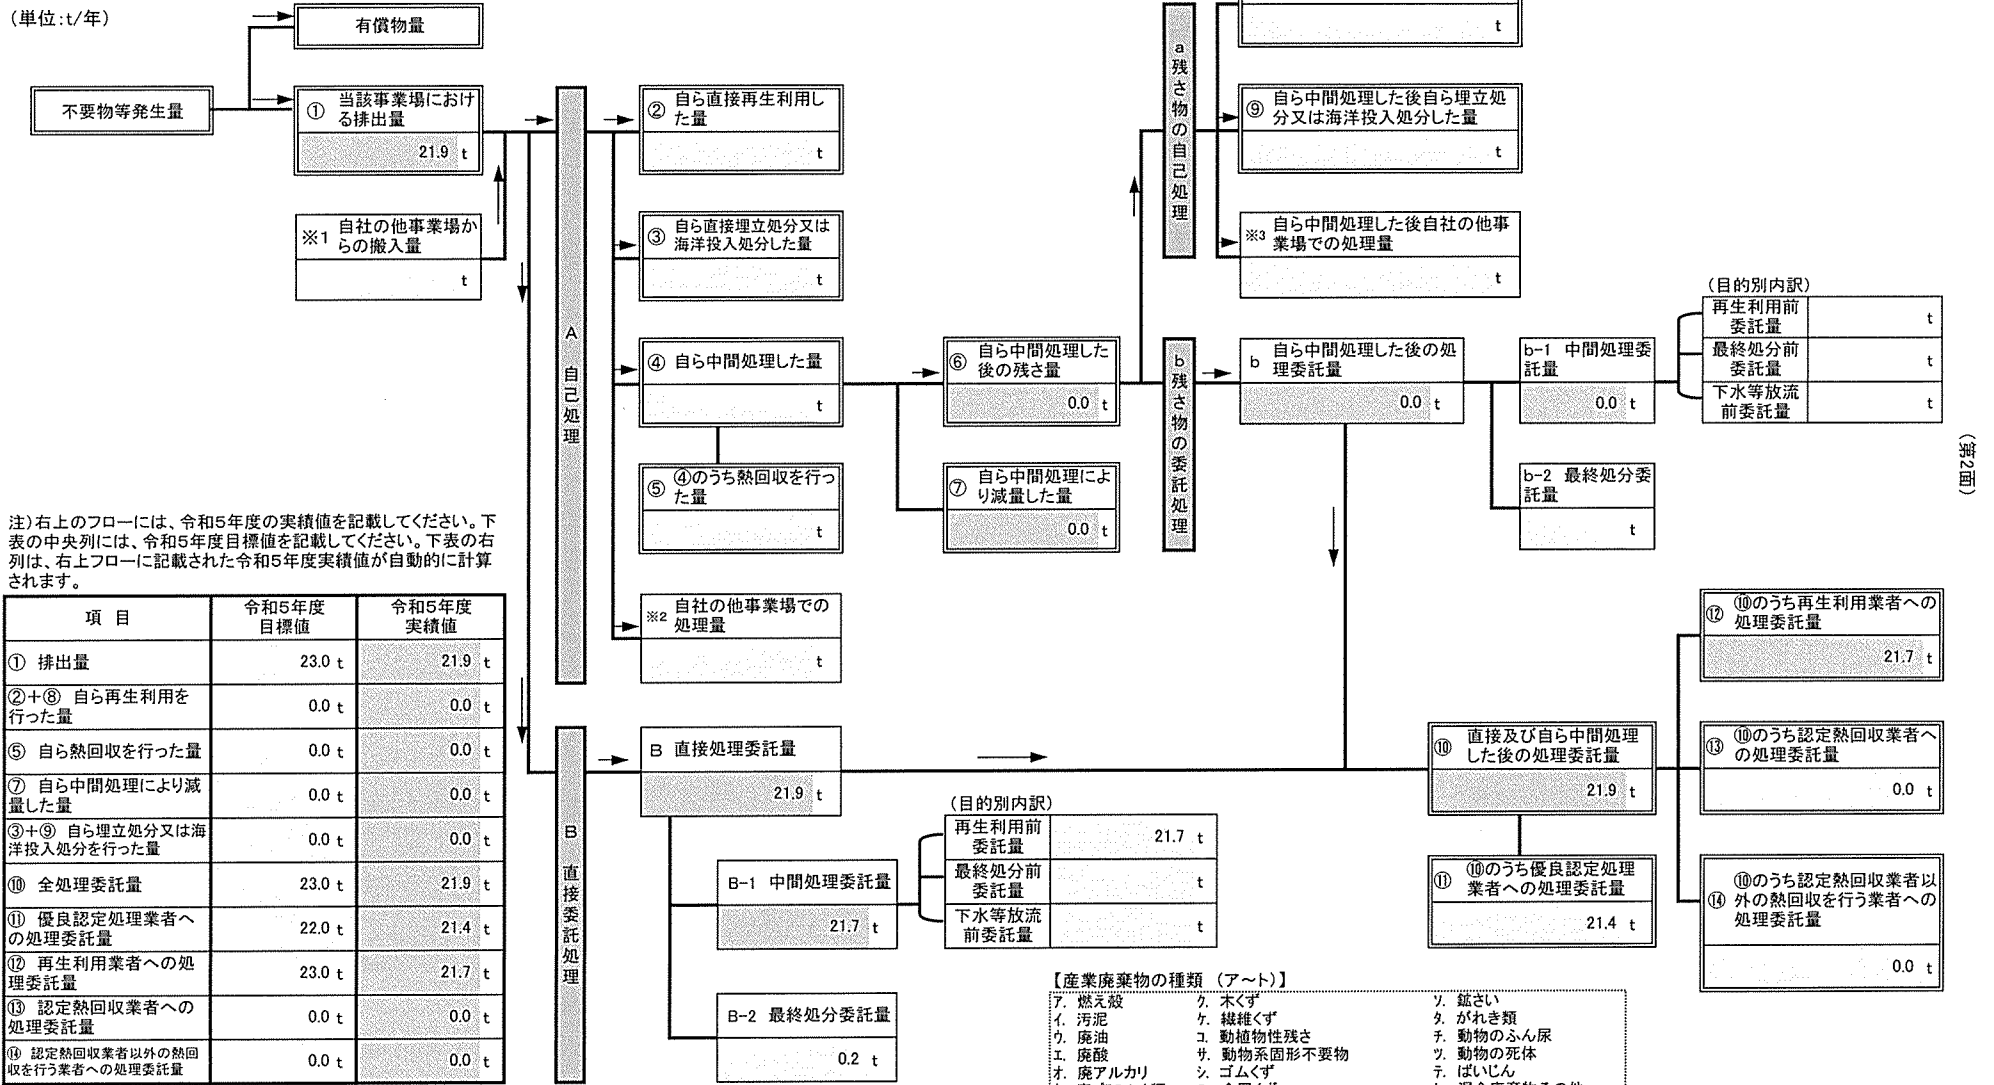 (単位:t/年)
有償物量
不要物等発生量
① 当該事業場におけ
る排出量
21.9 t
※1 自社の他事業場か
らの搬入量
t
A 自己処理
② 自ら直接再生利用し
た量
t
③ 自ら直接埋立処分又は
海洋投入処分した量
t
④ 自ら中間処理した量
t
⑤ ④のうち熱回収を行っ
た量
t
※2 自社の他事業場での
処理量
t
⑥ 自ら中間処理した
後の残さ量
0.0 t
⑦ 自ら中間処理によ
り減量した量
0.0 t
a 残さ物の自己処理
t
⑨ 自ら中間処理した後自ら埋立処
分又は海洋投入処分した量
t
※3 自ら中間処理した後自社の他事
業場での処理量
t
b 残さ物の委託処理
b 自ら中間処理した後の処
理委託量
0.0 t
b-1 中間処理委
託量
0.0 t
b-2 最終処分委
託量
t
(目的別内訳)
再生利用前
委託量 t
最終処分前
委託量 t
下水等放流
前委託量 t
(第2面)
注)右上のフローには、令和5年度の実績値を記載してください。下
表の中央列には、令和5年度目標値を記載してください。下表の右
列は、右上フローに記載された令和5年度実績値が自動的に計算
されます。
項 目 令和5年度 目標値 令和5年度 実績値
① 排出量 23.0 t 21.9 t
②+⑧ 自ら再生利用を
行った量 0.0 t 0.0 t
⑤ 自ら熱回収を行った量 0.0 t 0.0 t
⑦ 自ら中間処理により減
量した量 0.0 t 0.0 t
③+⑨ 自ら埋立処分又は海
洋投入処分を行った量 0.0 t 0.0 t
⑩ 全処理委託量 23.0 t 21.9 t
⑪ 優良認定処理業者へ
の処理委託量 22.0 t 21.4 t
⑫ 再生利用業者への処
理委託量 23.0 t 21.7 t
⑬ 認定熱回収業者への
処理委託量 0.0 t 0.0 t
⑭ 認定熱回収業者以外の熱回
収を行う業者への処理委託量 0.0 t 0.0 t
B 直接委託処理
B 直接処理委託量
21.9 t
B-1 中間処理委託量
21.7 t
B-2 最終処分委託量
0.2 t
(目的別内訳)
再生利用前
委託量 21.7 t
最終処分前
委託量 t
下水等放流
前委託量 t
⑩ 直接及び自ら中間処理
した後の処理委託量
21.9 t
⑪ ⑩のうち優良認定処理
業者への処理委託量
21.4 t
⑫ ⑩のうち再生利用業者への
処理委託量
21.7 t
⑬ ⑩のうち認定熱回収業者へ
の処理委託量
0.0 t
⑭ ⑩のうち認定熱回収業者以
外の熱回収を行う業者への
処理委託量
0.0 t
【産業廃棄物の種類 (ア~ト)】
ア. 燃え殻 ク. 木くず ソ. 鉱さい
イ. 汚泥 ケ. 繊維くず タ. がれき類
ウ. 廃油 コ. 動植物性残さ チ. 動物のふん尿
エ. 廃酸 サ. 動物系固形不要物 ツ. 動物の死体
オ. 廃アルカリ シ. ゴムくず テ. ばいじん